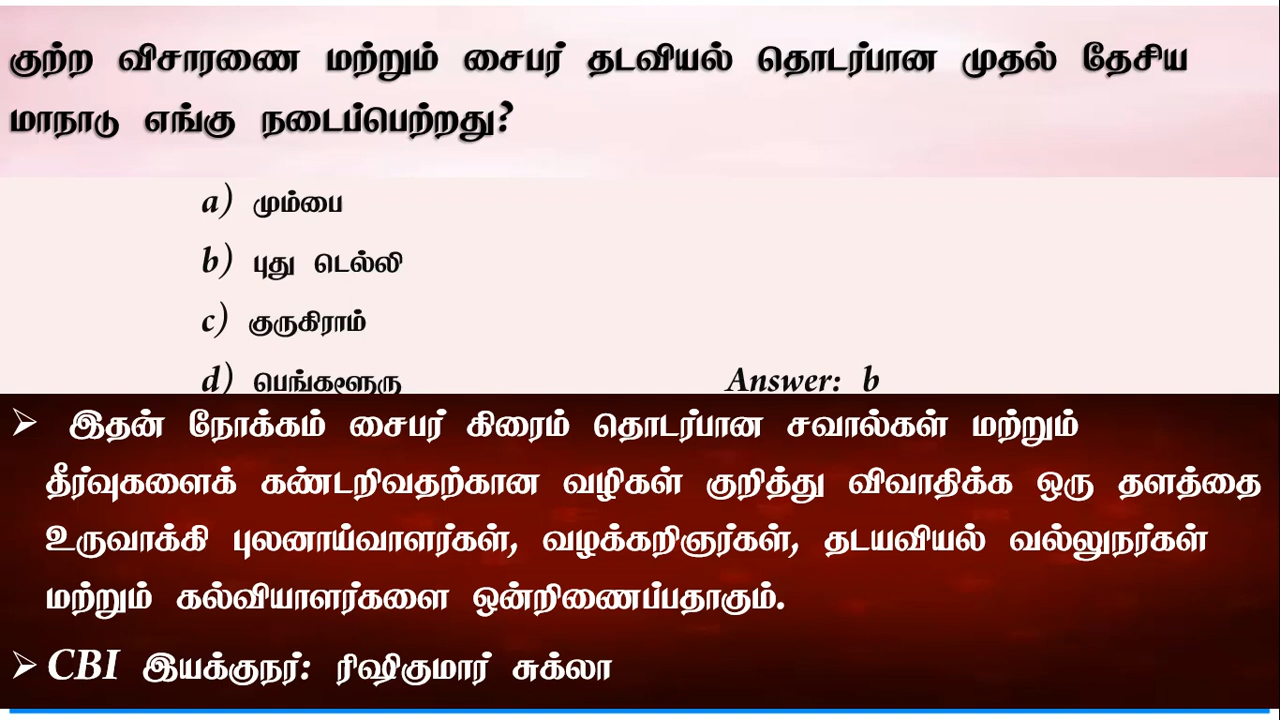 குற்ற விசாரணை மற்றும் சைபர் தடவியல் தொடர்பான முதல் தேசிய
மாநாடு எங்கு நடைப்பெற்றது?
a) மும்பை
b) புது டெல்லி
c) குருகிராம்
d) பெங்களூரு Answer: b
➢ இதன் நோக்கம் சைபர் கிரைம் தொடர்பான சவால்கள் மற்றும்
தீர்வுகளைக் கண்டறிவதற்கான வழிகள் குறித்து விவாதிக்க ஒரு தளத்தை
உருவாக்கி புலனாய்வாளர்கள், வழக்கறிஞர்கள், தடயவியல் வல்லுநர்கள்
மற்றும் கல்வியாளர்களை ஒன்றிணைப்பதாகும்.
➢ CBI இயக்குநர்: ரிஷிகுமார் சுக்லா